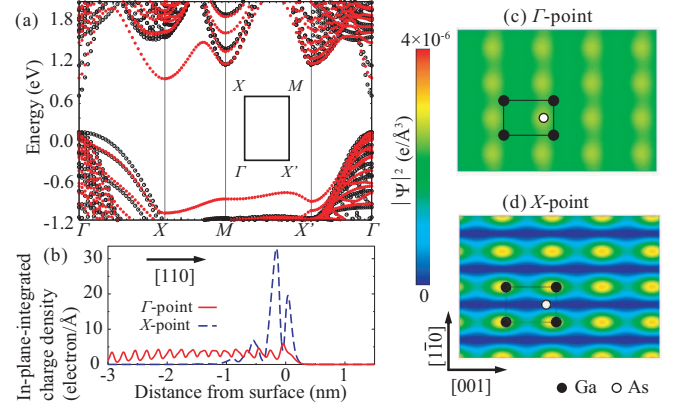 (a)
Energy (eV)
1.8
1.2
0.6
0.0
-0.6
-1.2
X M
Γ X'
Γ X M X' Γ
4×10⁻⁶
|Ψ|² (e/Å³)
0
(b)
In-plane-integrated
charge density
(electron/Å)
30
20
10
0
[110]
Γ-point
X-point
-3 -2 -1 0 1
Distance from surface (nm)
(c) Γ-point
(d) X-point
[11̄0]
[001]
Ga As